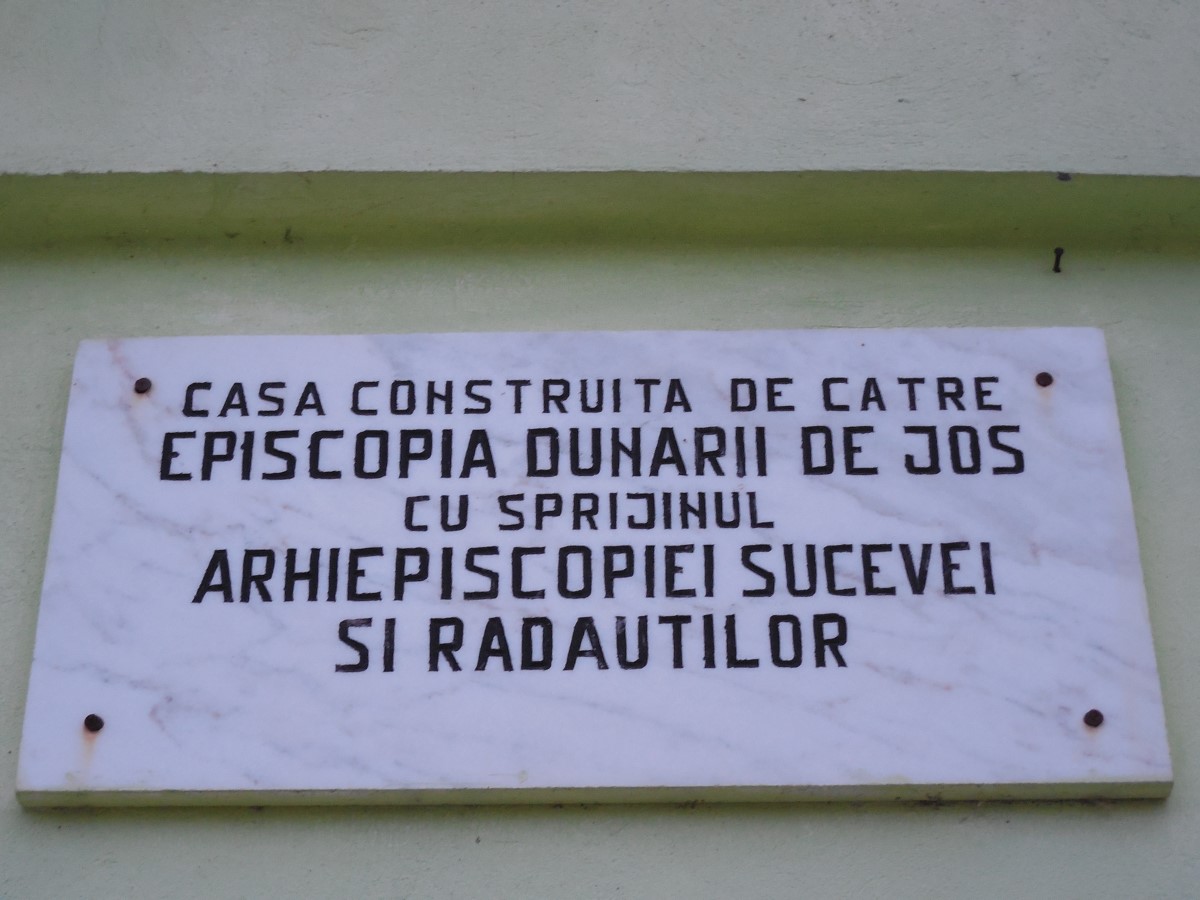 CASA CONSTRUITA DE CATRE
EPISCOPIA DUNARII DE JOS
CU SPRIJINUL
ARHIEPISCOPIEI SUCEVEI
SI RADAUTILOR